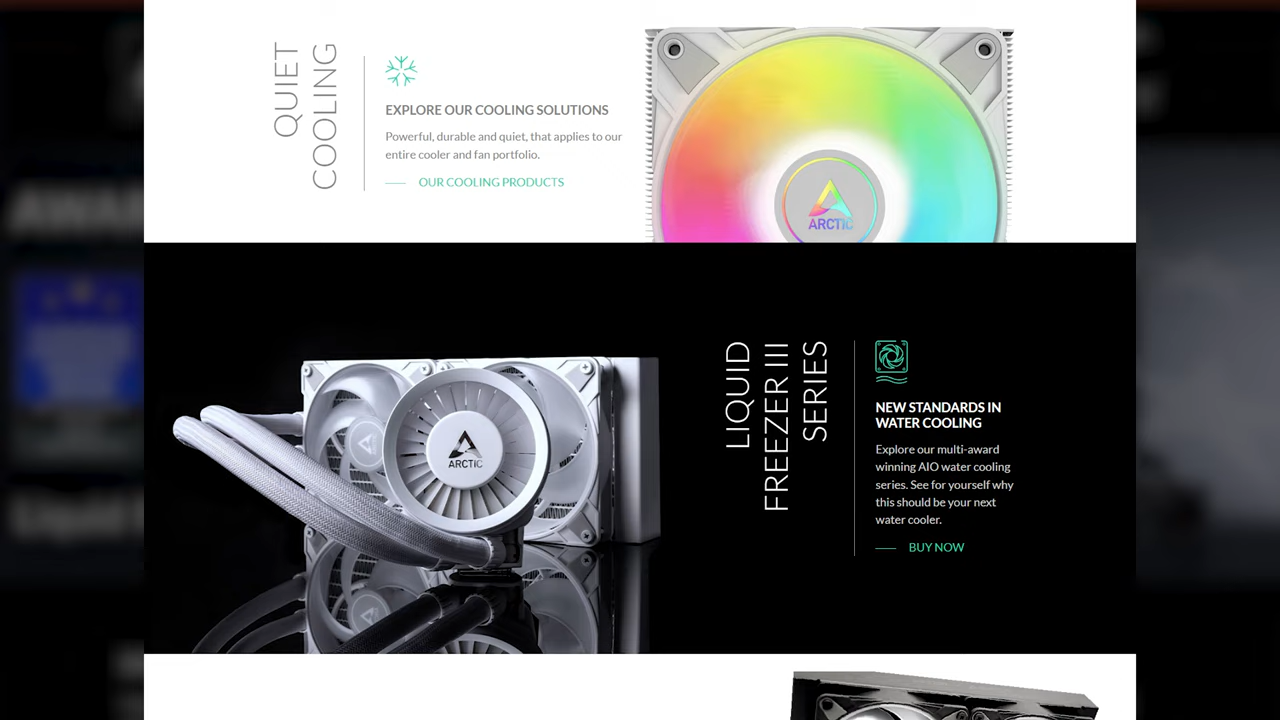 QUIET
COOLING
EXPLORE OUR COOLING SOLUTIONS
Powerful, durable and quiet, that applies to our
entire cooler and fan portfolio.
OUR COOLING PRODUCTS
ARCTIC
LIQUID
FREEZER III
SERIES
NEW STANDARDS IN
WATER COOLING
Explore our multi-award
winning AIO water cooling
series. See for yourself why
this should be your next
water cooler.
BUY NOW
ARCTIC